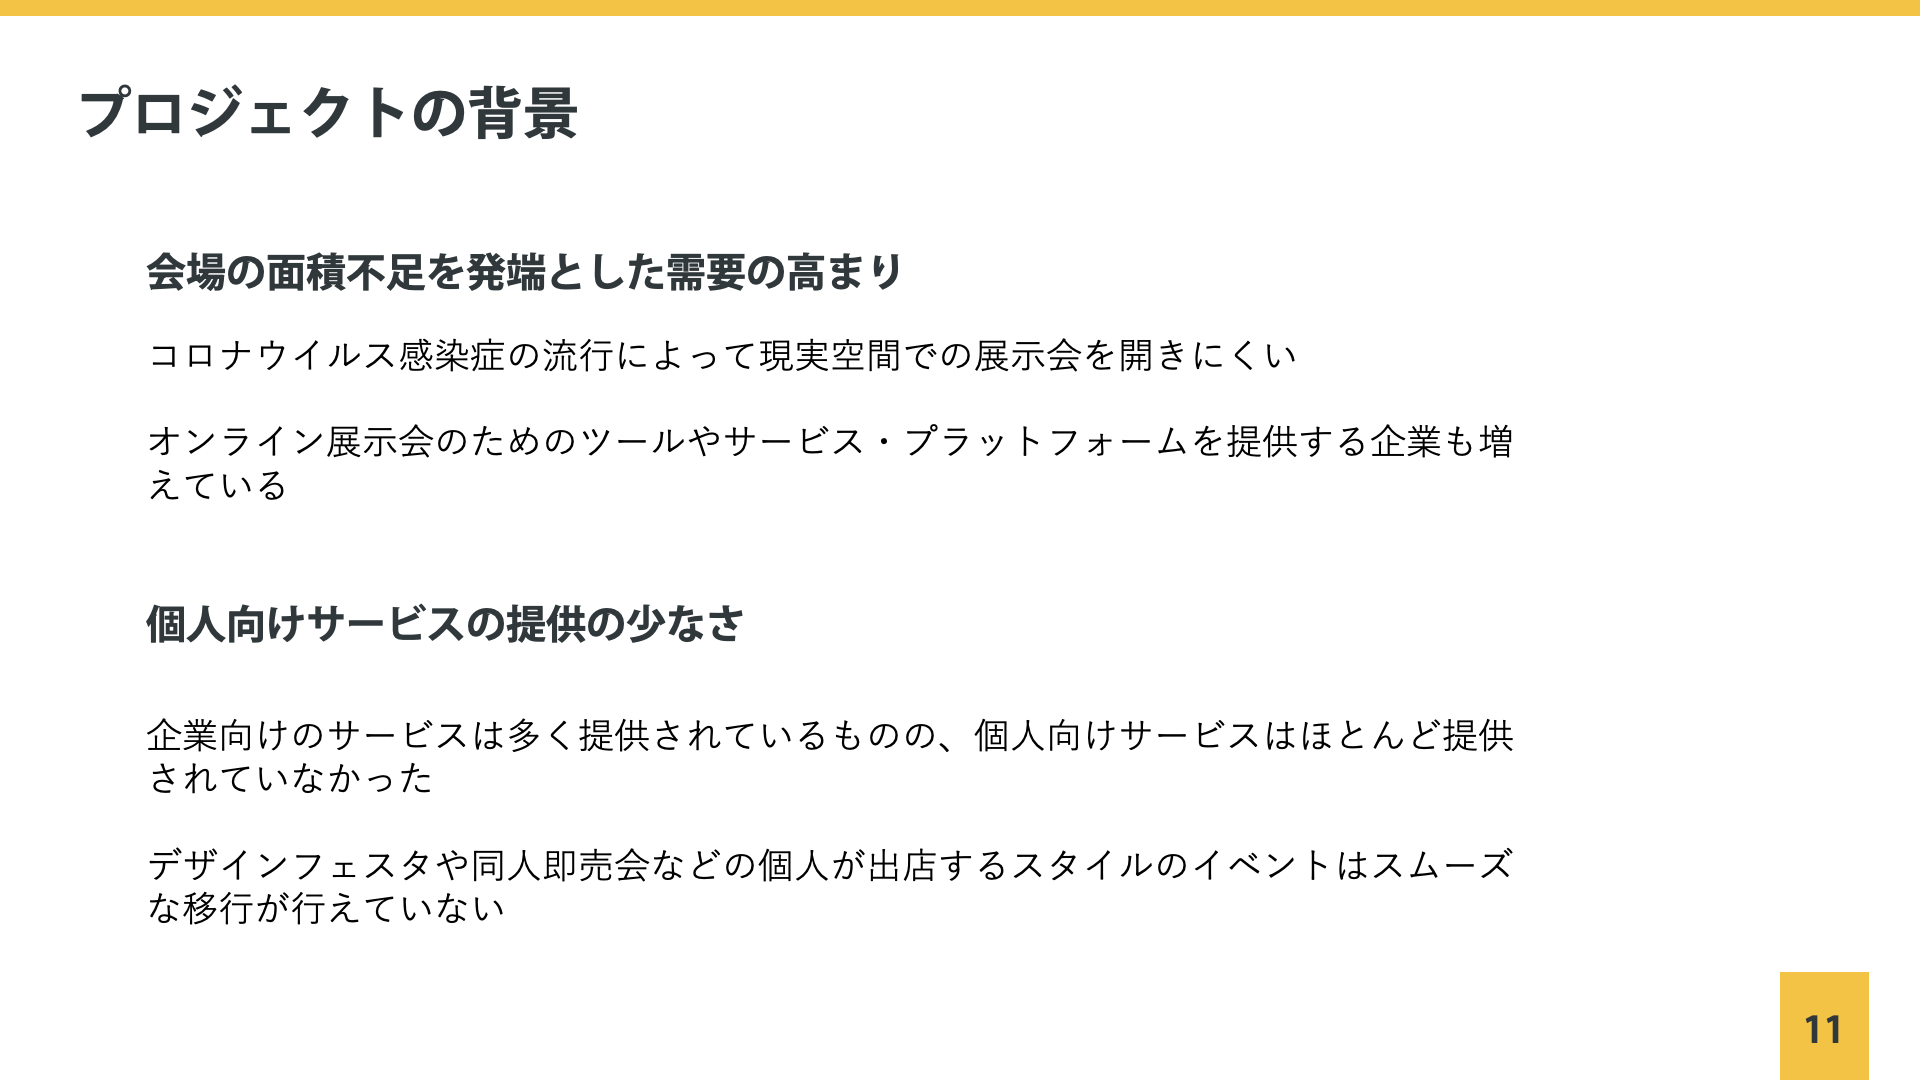 プロジェクトの背景
会場の面積不足を発端とした需要の高まり
コロナウイルス感染症の流行によって現実空間での展示会を開きにくい
オンライン展示会のためのツールやサービス・プラットフォームを提供する企業も増
えている
個人向けサービスの提供の少なさ
企業向けのサービスは多く提供されているものの、個人向けサービスはほとんど提供
されていなかった
デザインフェスタや同人即売会などの個人が出店するスタイルのイベントはスムーズ
な移行が行えていない
11